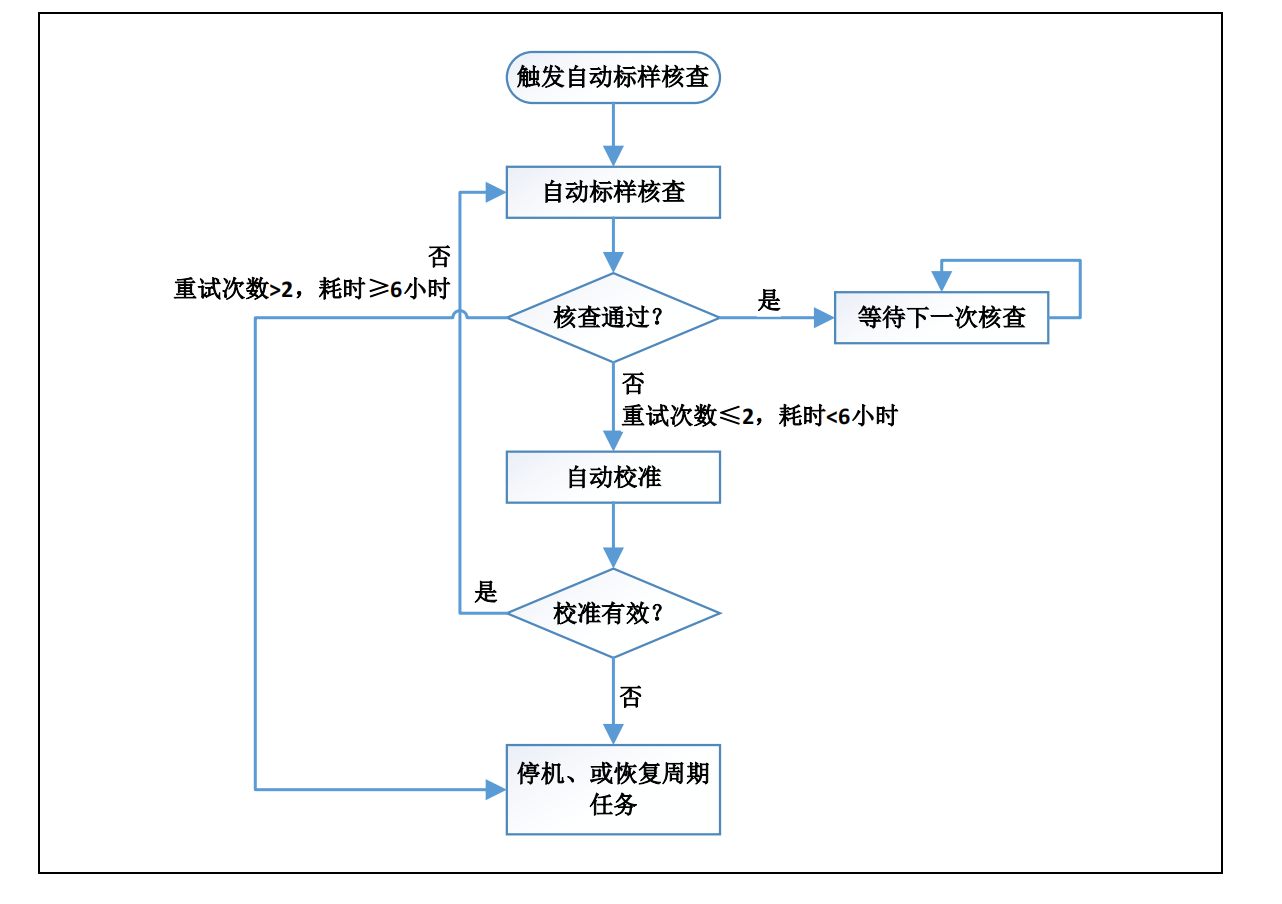 触发自动标样核查
自动标样核查
否
重试次数>2，耗时≥6小时
核查通过？
是
等待下一次核查
否
重试次数≤2，耗时<6小时
自动校准
是
校准有效？
否
停机、或恢复周期
任务